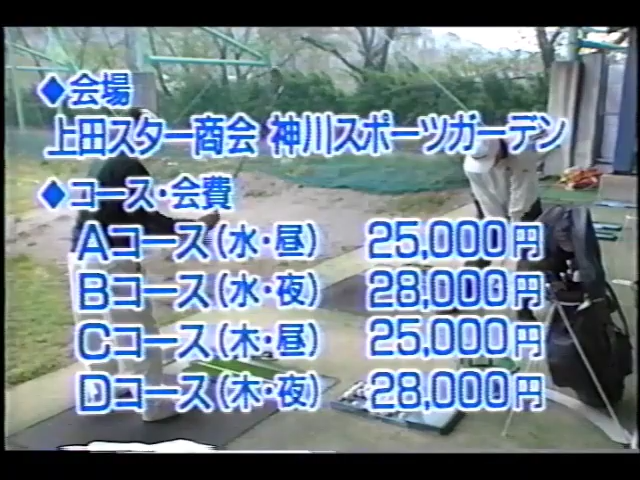 ◆会場
上田スター商会 神川スポーツガーデン
◆コース・会費
Aコース(水・昼) 25,000円
Bコース(水・夜) 28,000円
Cコース(木・昼) 25,000円
Dコース(木・夜) 28,000円